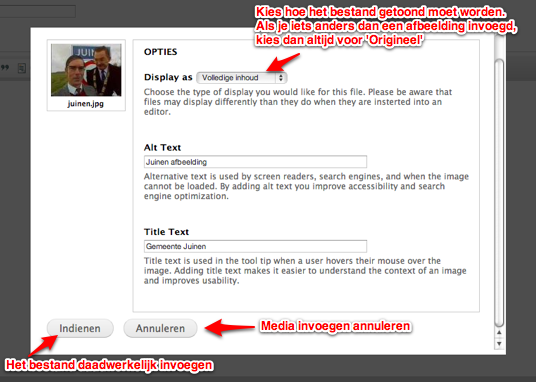 Kies hoe het bestand getoond moet worden.
Als je iets anders dan een afbeelding invoegd,
kies dan altijd voor 'Origineel'
JUINEN
juinen.jpg
OPTIES
Display as Volledige inhoud
Choose the type of display you would like for this file. Please be aware that
files may display differently than they do when they are insterted into an
editor.
Alt Text
Juinen afbeelding
Alternative text is used by screen readers, search engines, and when the image
cannot be loaded. By adding alt text you improve accessibility and search
engine optimization.
Title Text
Gemeente Juinen
Title text is used in the tool tip when a user hovers their mouse over the
image. Adding title text makes it easier to understand the context of an image
and improves usability.
Indienen
Annuleren
Media invoegen annuleren
Het bestand daadwerkelijk invoegen